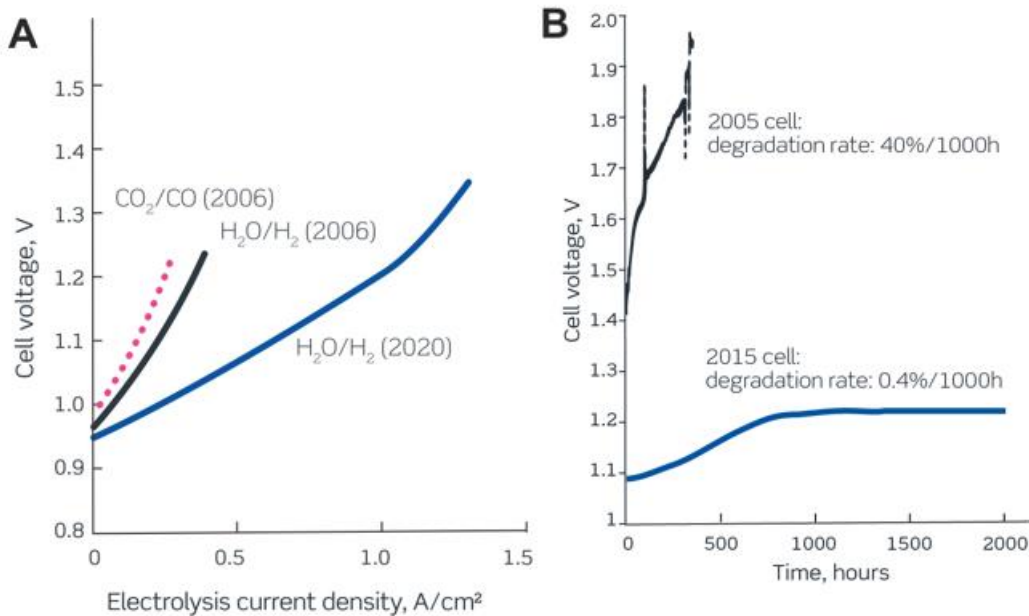 A
1.5
1.4
1.3
1.2
1.1
1.0
0.9
0.8
Cell voltage, V
CO₂/CO (2006)
H₂O/H₂ (2006)
H₂O/H₂ (2020)
0
0.5
1.0
1.5
Electrolysis current density, A/cm²
B
2.0
1.9
1.8
1.7
1.6
1.5
1.4
1.3
1.2
1.1
1
Cell voltage, V
2005 cell:
degradation rate: 40%/1000h
2015 cell:
degradation rate: 0.4%/1000h
0
500
1000
1500
2000
Time, hours